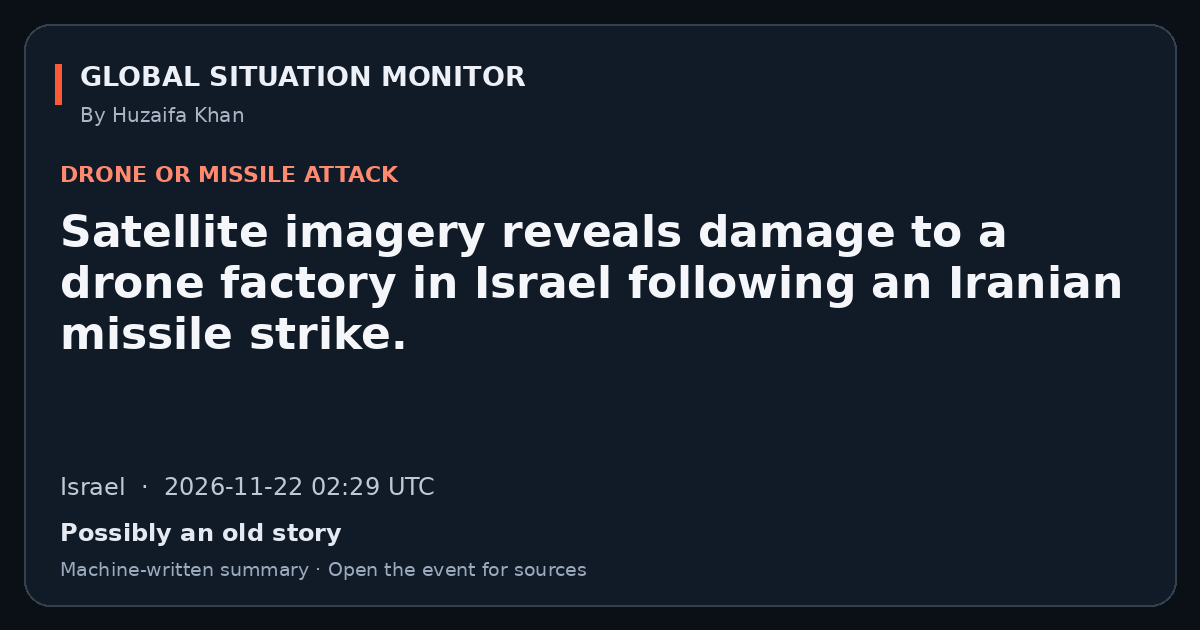 GLOBAL SITUATION MONITOR
By Huzaifa Khan
DRONE OR MISSILE ATTACK
Satellite imagery reveals damage to a
drone factory in Israel following an Iranian
missile strike.
Israel · 2026-11-22 02:29 UTC
Possibly an old story
Machine-written summary · Open the event for sources